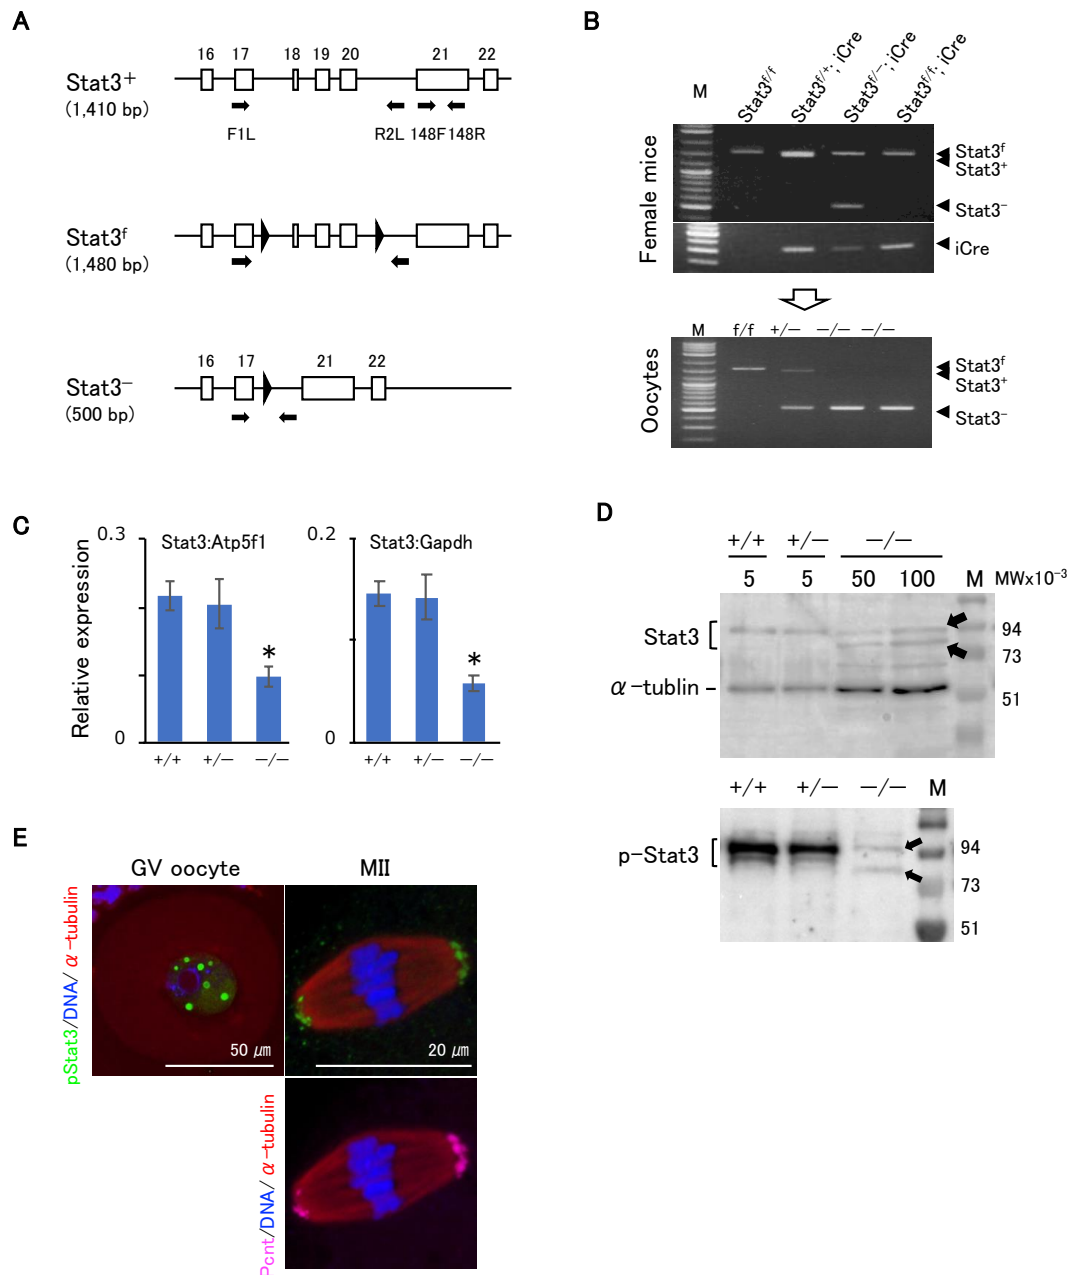 A
16 17 18 19 20 21 22
Stat3+
(1,410 bp)
F1L R2L 148F 148R
Stat3f
(1,480 bp)
16 17 21 22
Stat3−
(500 bp)
B
M Stat3f/f Stat3f/+; iCre Stat3f/−; iCre Stat3f/f; iCre
Female mice
Stat3f
Stat3+
Stat3−
iCre
M f/f +/− −/− −/−
Oocytes
Stat3f
Stat3+
Stat3−
C
Relative expression
0.3
Stat3:Atp5f1
*
0
+/+ +/− −/−
0.2
Stat3:Gapdh
*
0
+/+ +/− −/−
D
+/+ +/− −/−
5 5 50 100 M MWx10−3
Stat3
α-tublin
94
73
51
+/+ +/− −/− M
p-Stat3
94
73
51
E
GV oocyte MII
pStat3/DNA/α-tubulin
50 μm
20 μm
Pcnt/DNA/α-tubulin